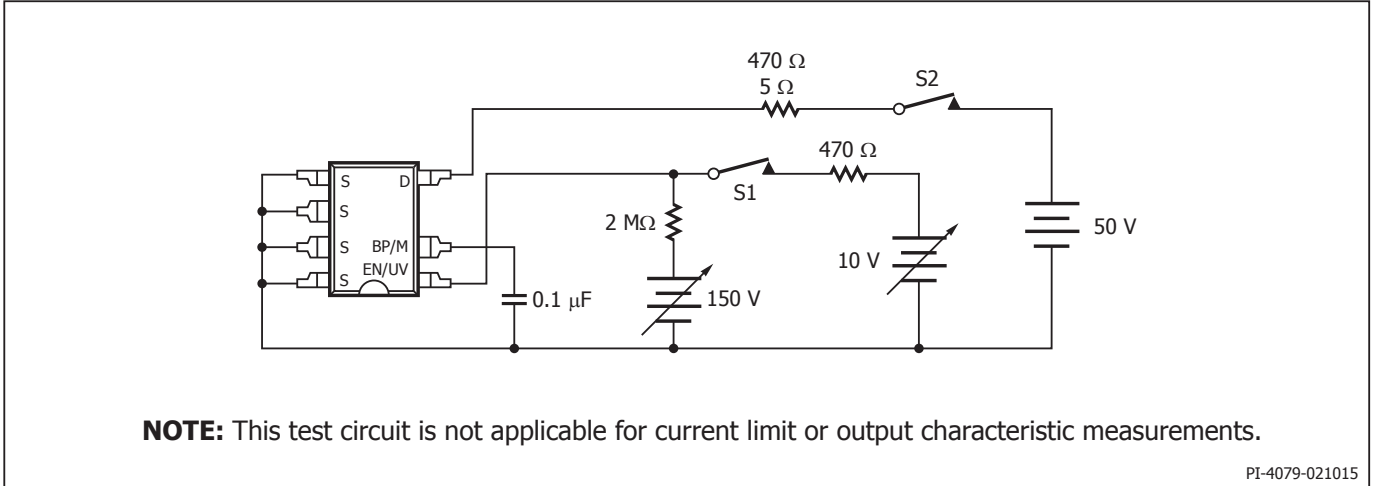 470 Ω
5 Ω
S2
470 Ω
S1
S D
S
2 MΩ
S BP/M
EN/UV
S
50 V
10 V
0.1 μF
150 V
NOTE: This test circuit is not applicable for current limit or output characteristic measurements.
PI-4079-021015